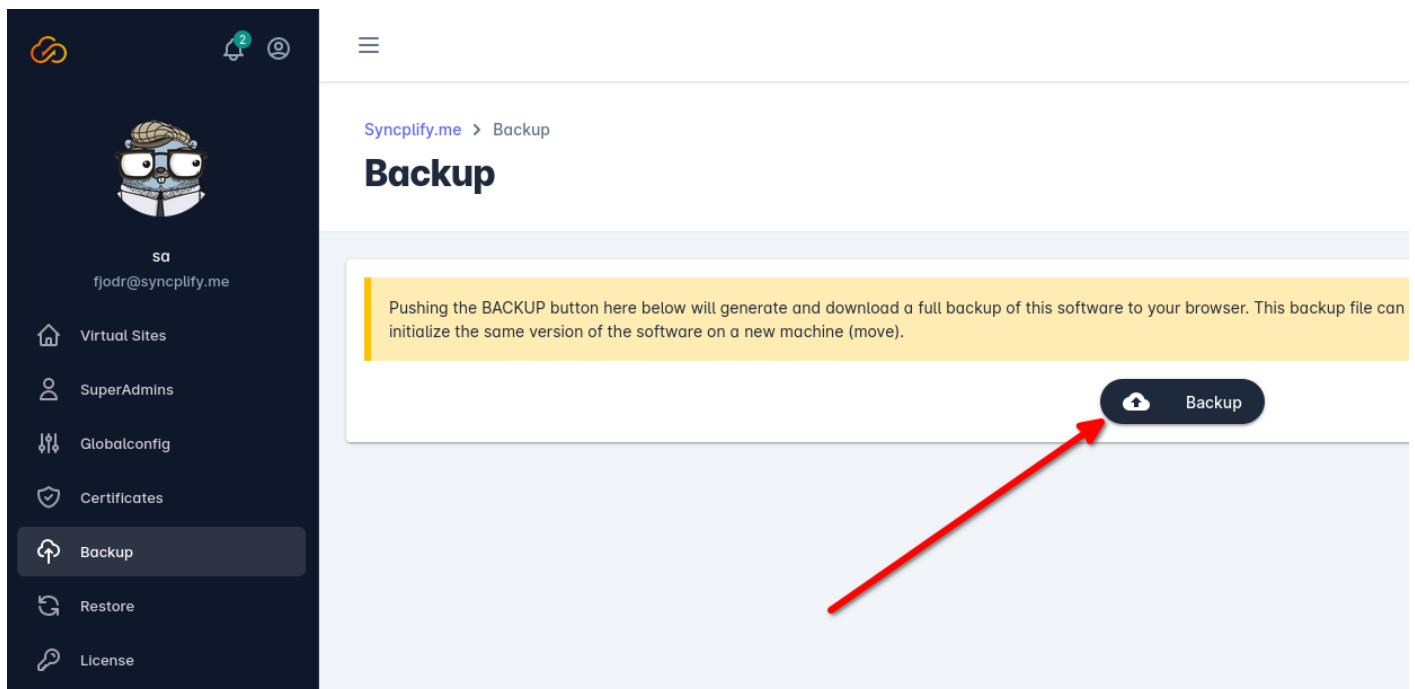 2
sa
fjodr@syncplify.me
Virtual Sites
SuperAdmins
Globalconfig
Certificates
Backup
Restore
License
Syncplify.me > Backup
Backup
Pushing the BACKUP button here below will generate and download a full backup of this software to your browser. This backup file can
initialize the same version of the software on a new machine (move).
Backup